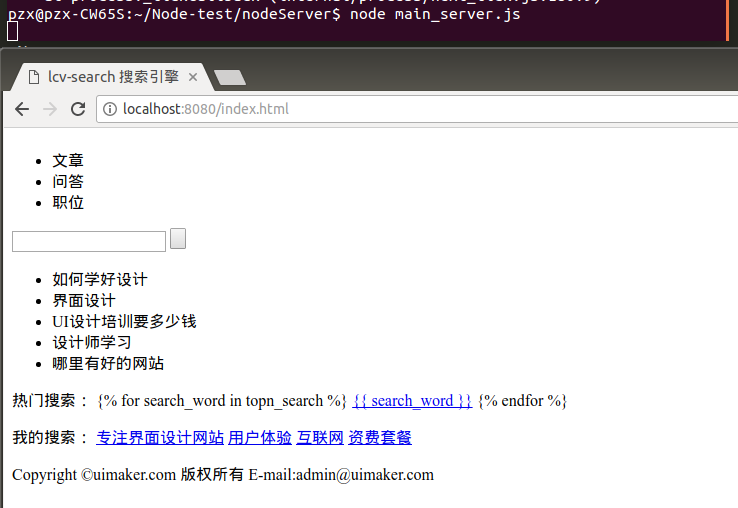 pzx@pzx-CW65S:~/Node-test/nodeServer$ node main_server.js
lcv-search 搜索引擎
localhost:8080/index.html
文章
问答
职位
如何学好设计
界面设计
UI设计培训要多少钱
设计师学习
哪里有好的网站
热门搜索： {% for search_word in topn_search %} {{ search_word }} {% endfor %}
我的搜索： 专注界面设计网站 用户体验 互联网 资费套餐
Copyright ©uimaker.com 版权所有 E-mail:admin@uimaker.com